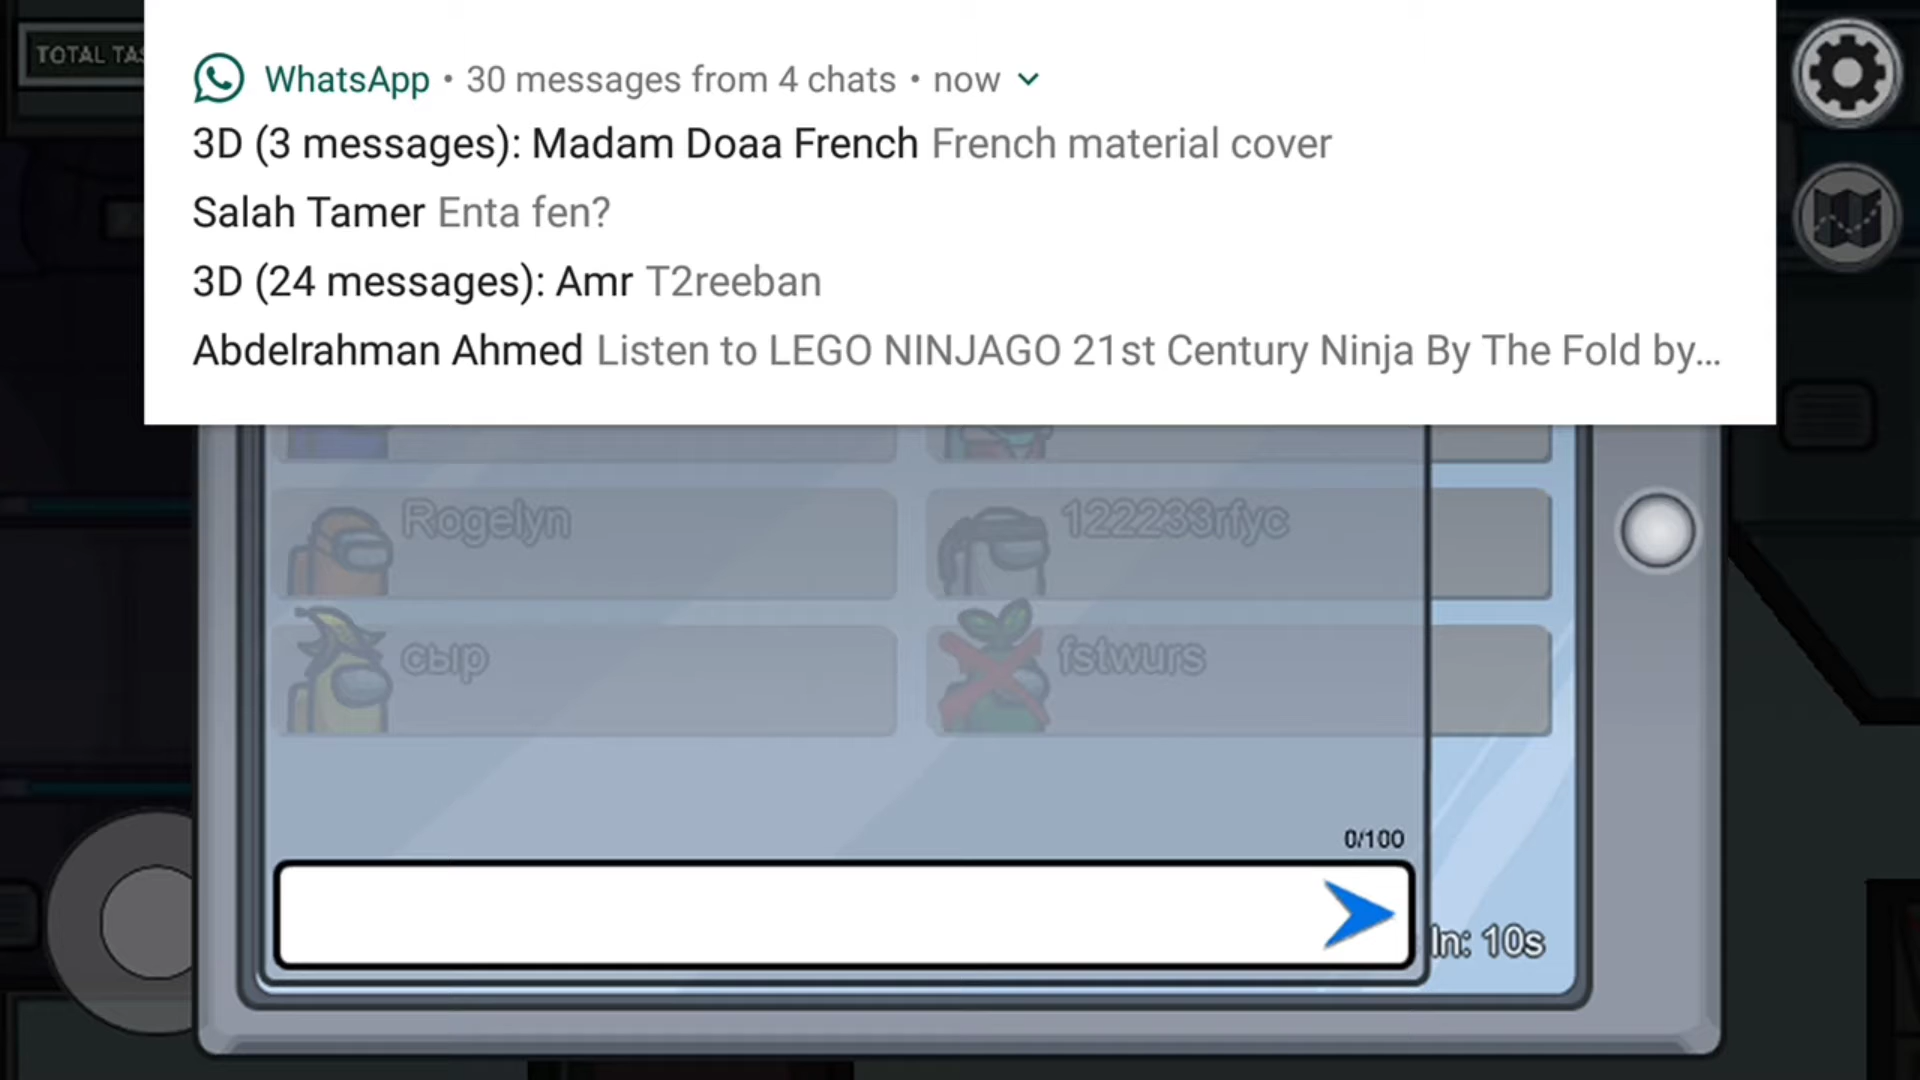 TOTAL TAS
WhatsApp • 30 messages from 4 chats • now
3D (3 messages): Madam Doaa French French material cover
Salah Tamer Enta fen?
3D (24 messages): Amr T2reeban
Abdelrahman Ahmed Listen to LEGO NINJAGO 21st Century Ninja By The Fold by...
Rogelyn
122233rfyc
сыр
fstwurs
0/100
In: 10s